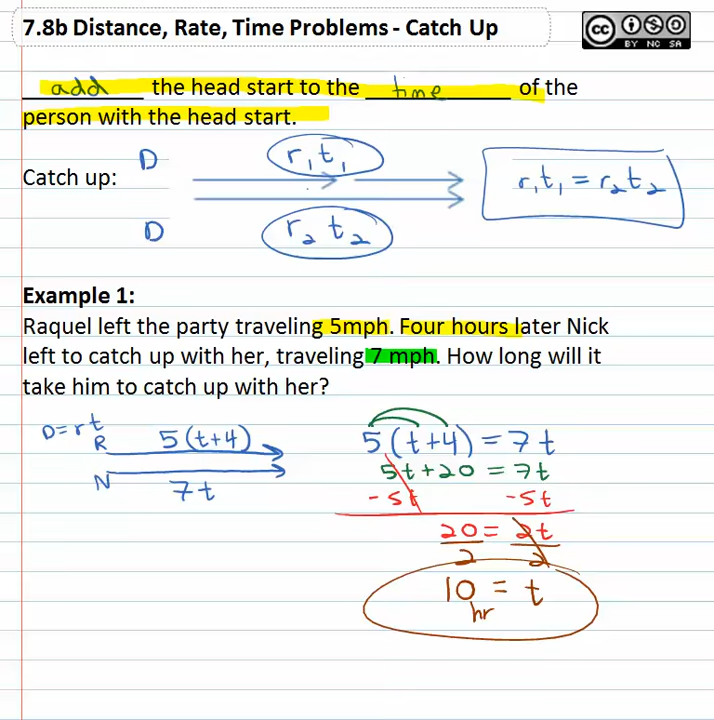 7.8b Distance, Rate, Time Problems - Catch Up
cc BY NC SA
add the head start to the time of the
person with the head start.
D r₁t₁
Catch up: r₁t₁ = r₂t₂
D r₂t₂
Example 1:
Raquel left the party traveling 5mph. Four hours later Nick
left to catch up with her, traveling 7 mph. How long will it
take him to catch up with her?
D=rt
R 5(t+4)
N 7t
5(t+4) = 7t
5t+20 = 7t
-5t -5t
20 = 2t
2 2
10 = t
hr